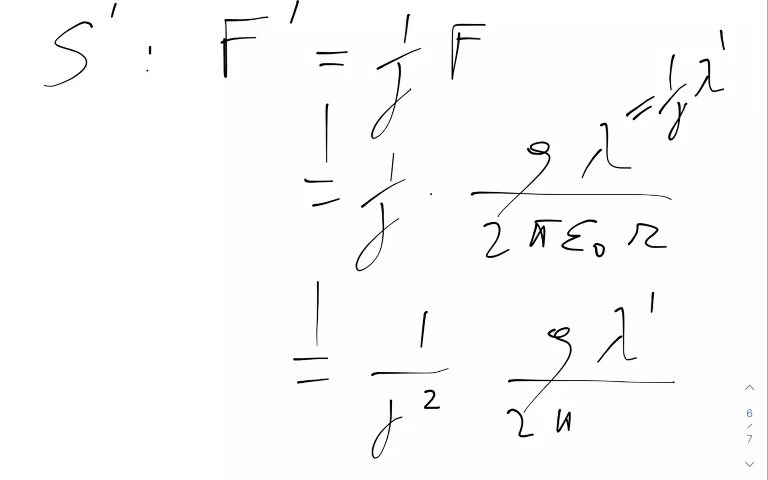 S' : F' = 1/γ F
= 1/γ · qλ/2πε₀r = 1/γ λ'
= 1/γ² qλ'/2π
6/7